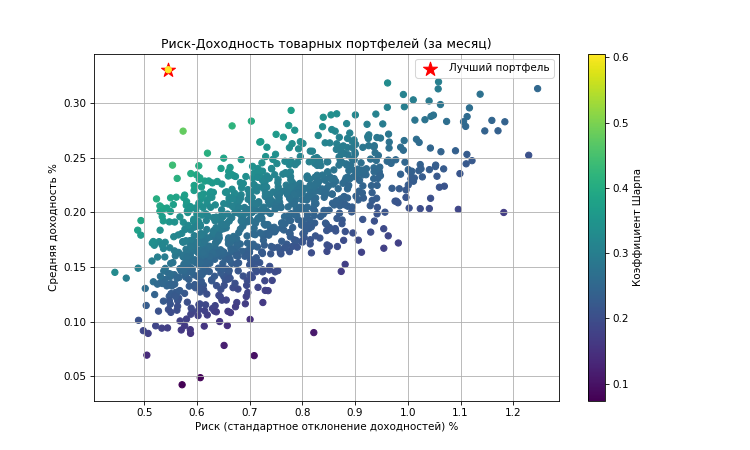 Риск-Доходность товарных портфелей (за месяц)
Лучший портфель
Средняя доходность %
0.30
0.25
0.20
0.15
0.10
0.05
0.5 0.6 0.7 0.8 0.9 1.0 1.1 1.2
Риск (стандартное отклонение доходностей) %
0.6
0.5
0.4
0.3
0.2
0.1
Коэффициент Шарпа